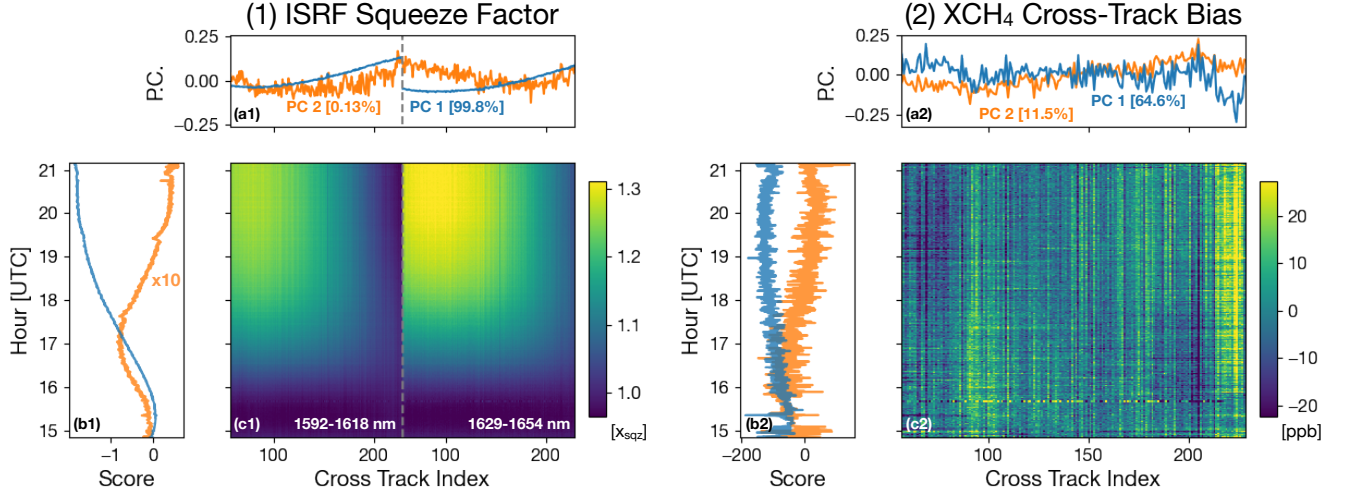 (1) ISRF Squeeze Factor
(2) XCH₄ Cross-Track Bias
0.25
0.00
−0.25
P.C.
PC 2 [0.13%]
PC 1 [99.8%]
(a1)
0.25
0.00
−0.25
P.C.
PC 1 [64.6%]
PC 2 [11.5%]
(a2)
21
20
19
18
17
16
15
Hour [UTC]
x10
(b1)
−1
0
Score
(c1)
1592-1618 nm
1629-1654 nm
100
200
100
200
Cross Track Index
1.3
1.2
1.1
1.0
[xsqz]
21
20
19
18
17
16
15
Hour [UTC]
(b2)
−200
0
Score
(c2)
100
150
200
Cross Track Index
20
10
0
−10
−20
[ppb]